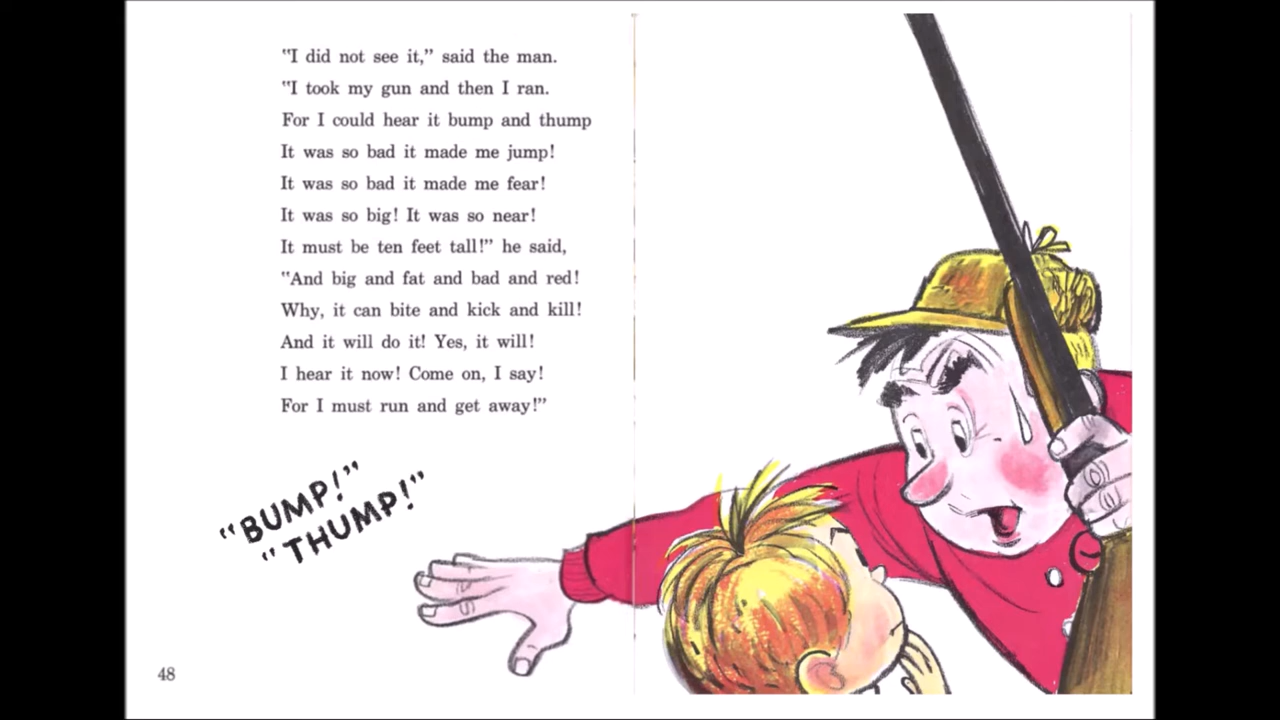 "I did not see it," said the man.
"I took my gun and then I ran.
For I could hear it bump and thump
It was so bad it made me jump!
It was so bad it made me fear!
It was so big! It was so near!
It must be ten feet tall!" he said,
"And big and fat and bad and red!
Why, it can bite and kick and kill!
And it will do it! Yes, it will!
I hear it now! Come on, I say!
For I must run and get away!"
"BUMP!"
"THUMP!"
48